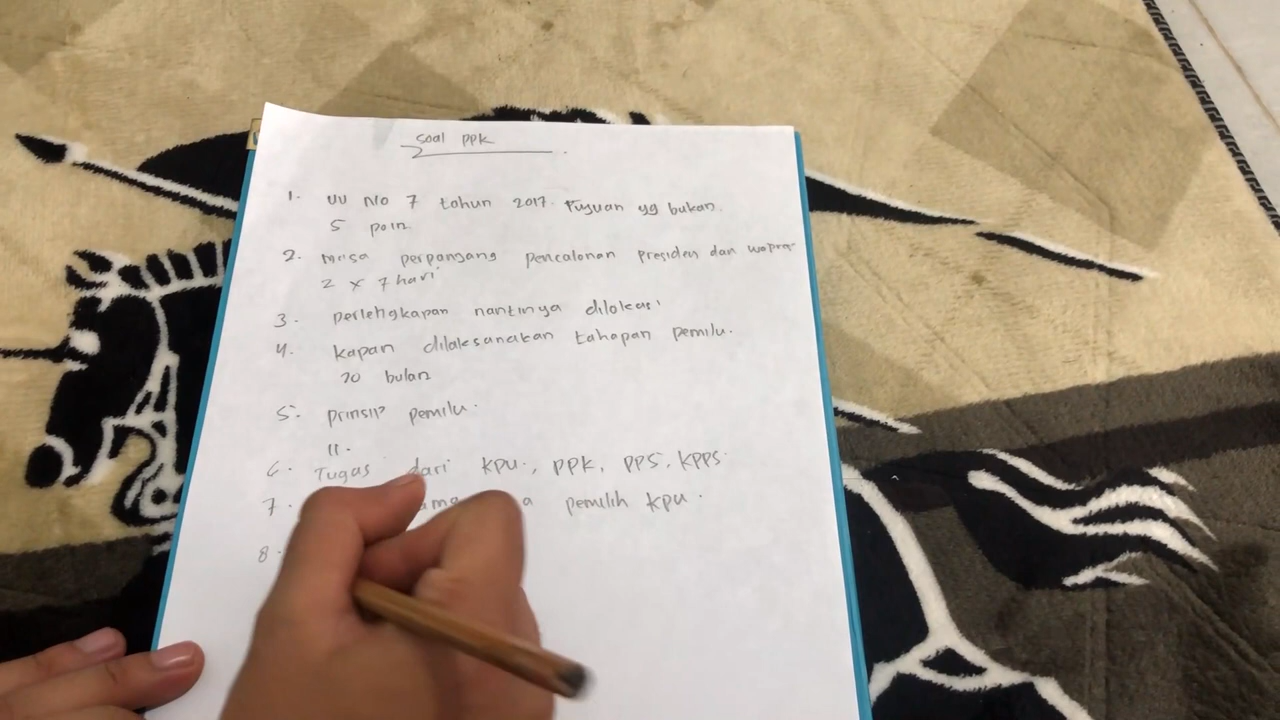 Soal PPK
1. UU No 7 tahun 2017. Tujuan yg bukan.
5 poin
2. Masa perpanjang pencalonan Presiden dan wapres
2 x 7 hari
3. perlengkapan nantinya dilokasi
4. kapan dilaksanakan tahapan pemilu.
20 bulan
5. prinsip pemilu.
11.
6. Tugas dari KPU, PPK, PPS, KPPS
7. pemilih KPU.
8.